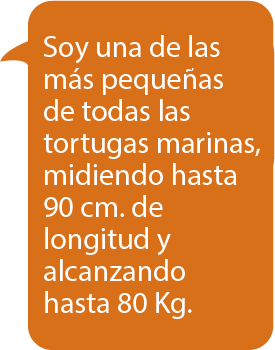 Soy una de las
más pequeñas
de todas las
tortugas marinas,
midiendo hasta
90 cm. de
longitud y
alcanzando
hasta 80 Kg.